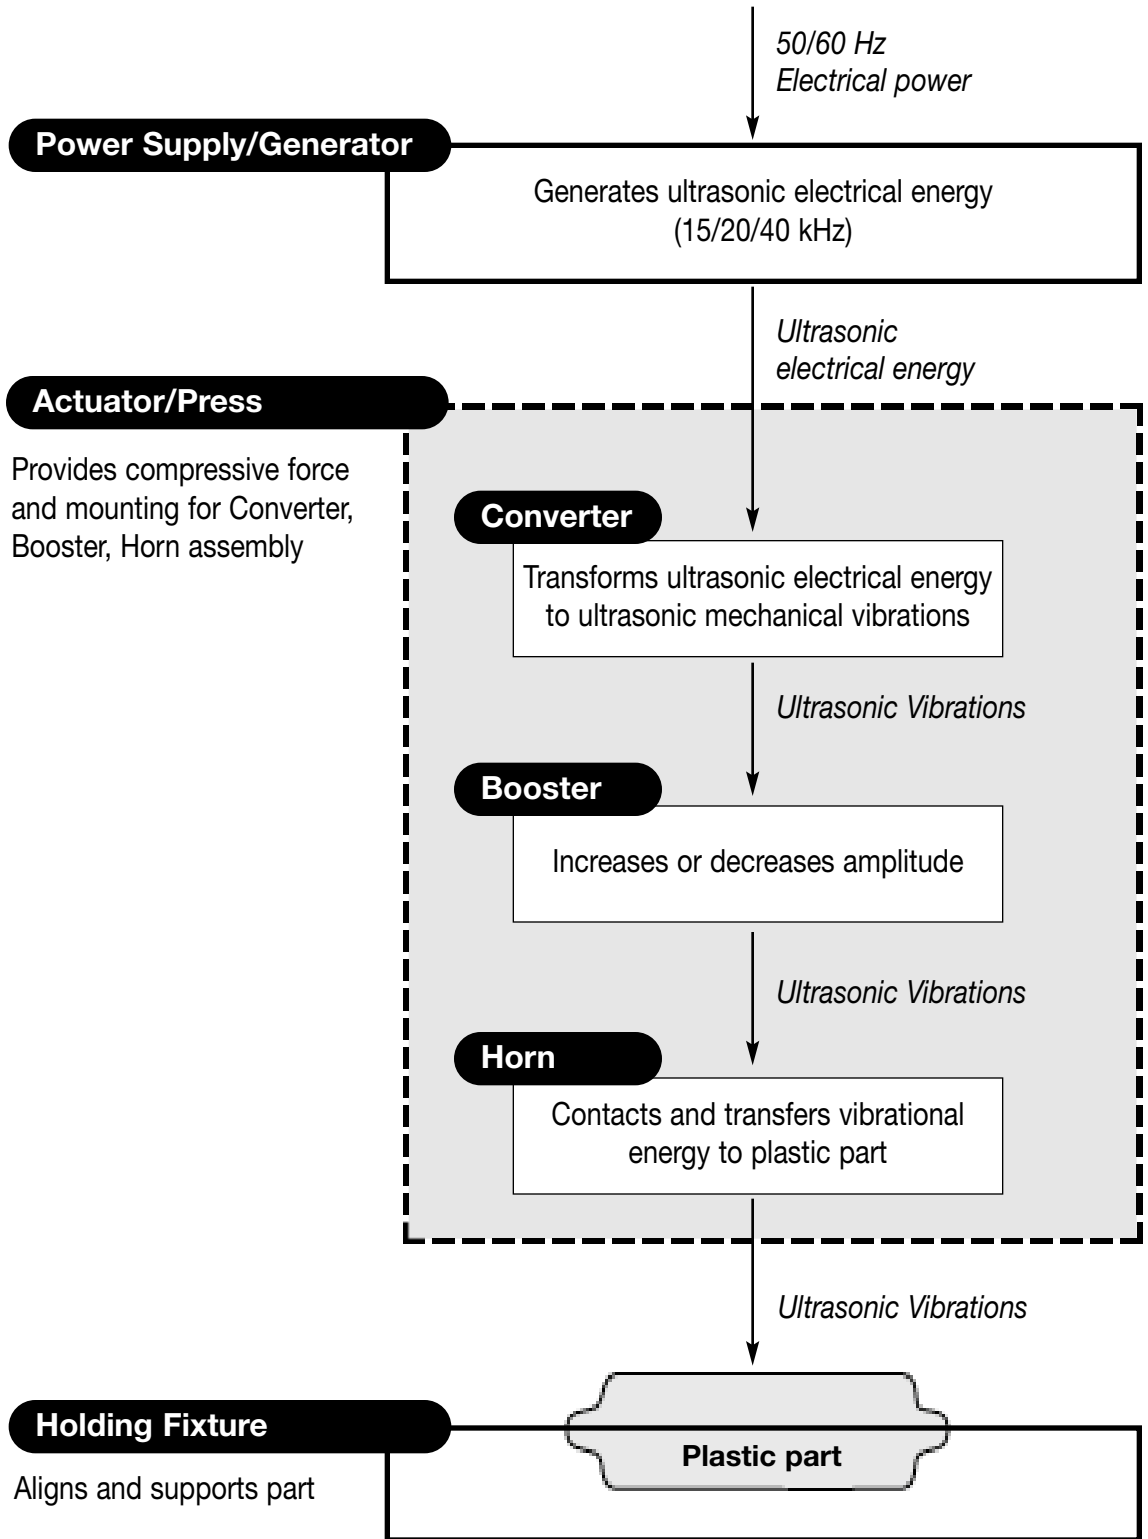 50/60 Hz
Electrical power
Power Supply/Generator
Generates ultrasonic electrical energy
(15/20/40 kHz)
Ultrasonic
electrical energy
Actuator/Press
Provides compressive force
and mounting for Converter,
Booster, Horn assembly
Converter
Transforms ultrasonic electrical energy
to ultrasonic mechanical vibrations
Ultrasonic Vibrations
Booster
Increases or decreases amplitude
Ultrasonic Vibrations
Horn
Contacts and transfers vibrational
energy to plastic part
Ultrasonic Vibrations
Holding Fixture
Plastic part
Aligns and supports part